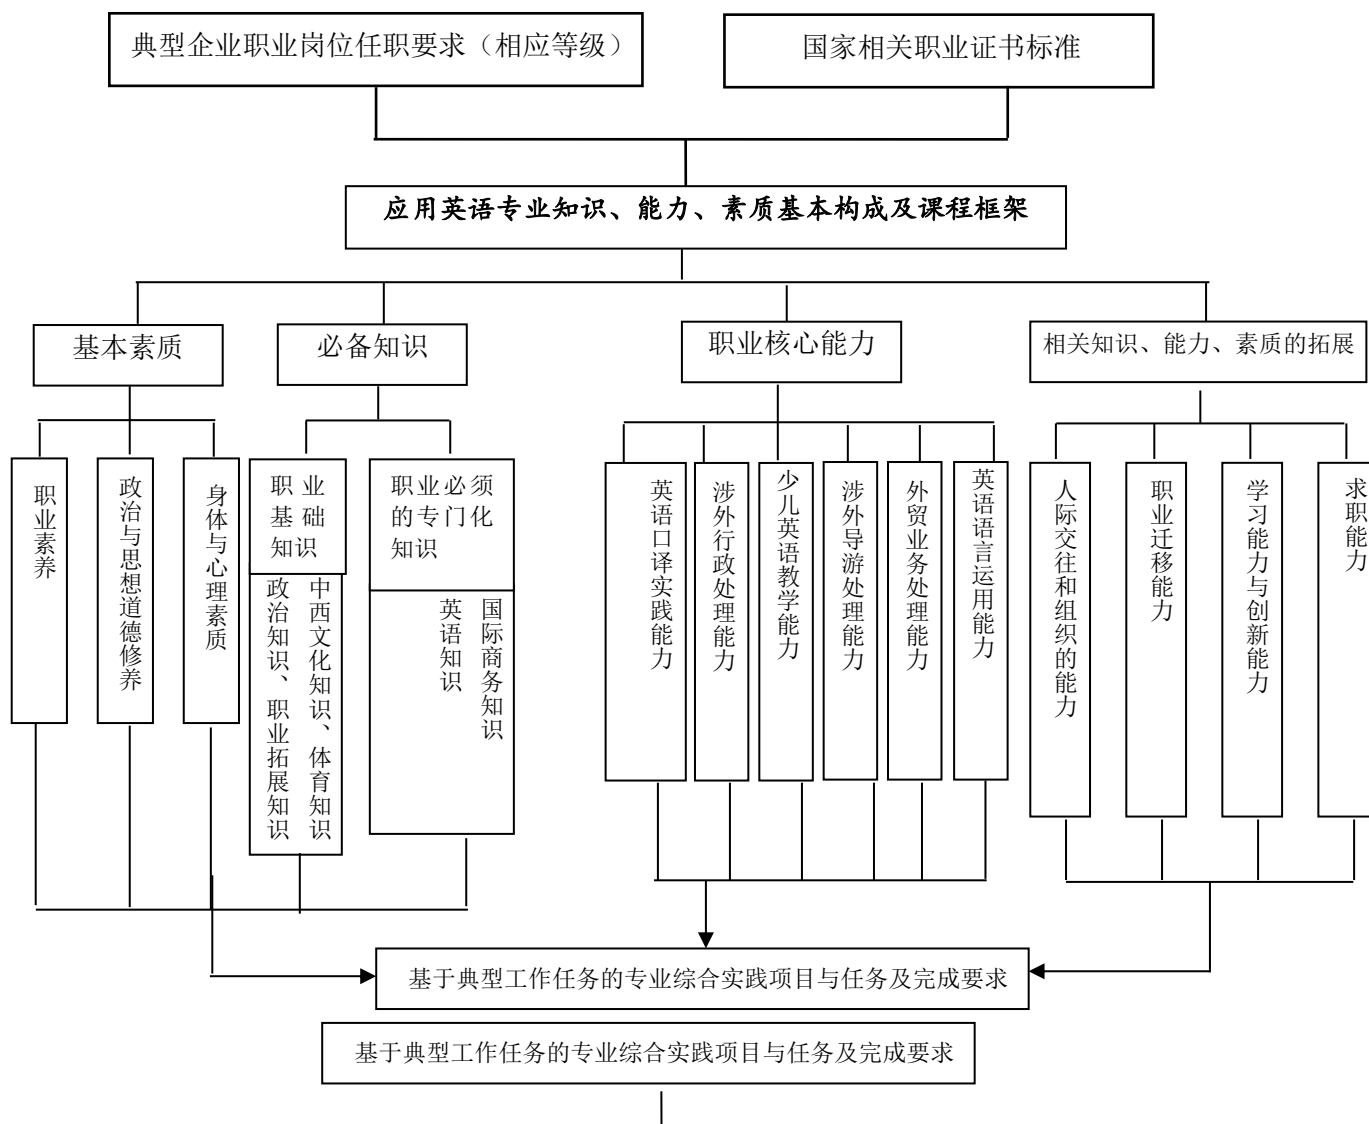 典型企业职业岗位任职要求（相应等级）
国家相关职业证书标准
应用英语专业知识、能力、素质基本构成及课程框架
基本素质
必备知识
职业核心能力
相关知识、能力、素质的拓展
职业素养
政治与思想道德修养
身体与心理素质
职业
基础
知识
中西文化知识、体育知识
政治知识、职业拓展知识
职业必须
的专门化
知识
国际商务知识
英语知识
英语口译实践能力
涉外行政处理能力
少儿英语教学能力
涉外导游处理能力
外贸业务处理能力
英语语言运用能力
人际交往和组织的能力
职业迁移能力
学习能力与创新能力
求职能力
基于典型工作任务的专业综合实践项目与任务及完成要求
基于典型工作任务的专业综合实践项目与任务及完成要求